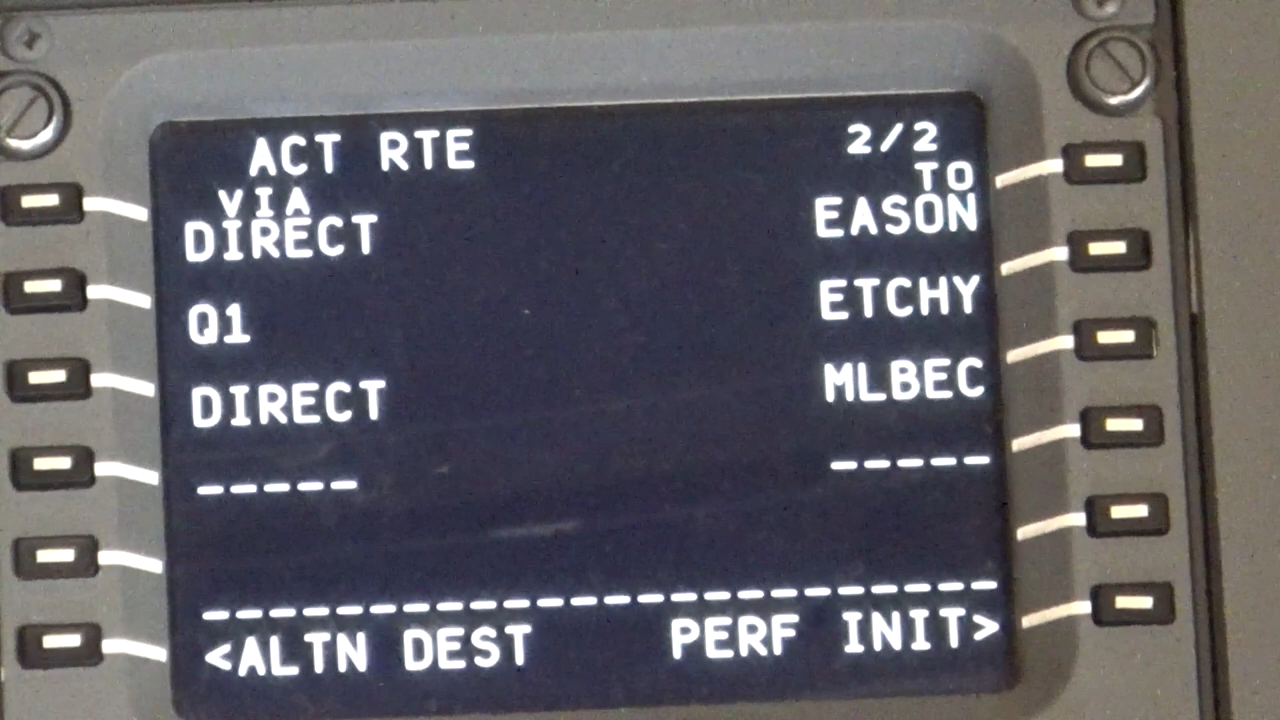 ACT RTE 2/2
VIA TO
DIRECT EASON
Q1 ETCHY
DIRECT MLBEC
----- -----
------------------------
<ALTN DEST PERF INIT>